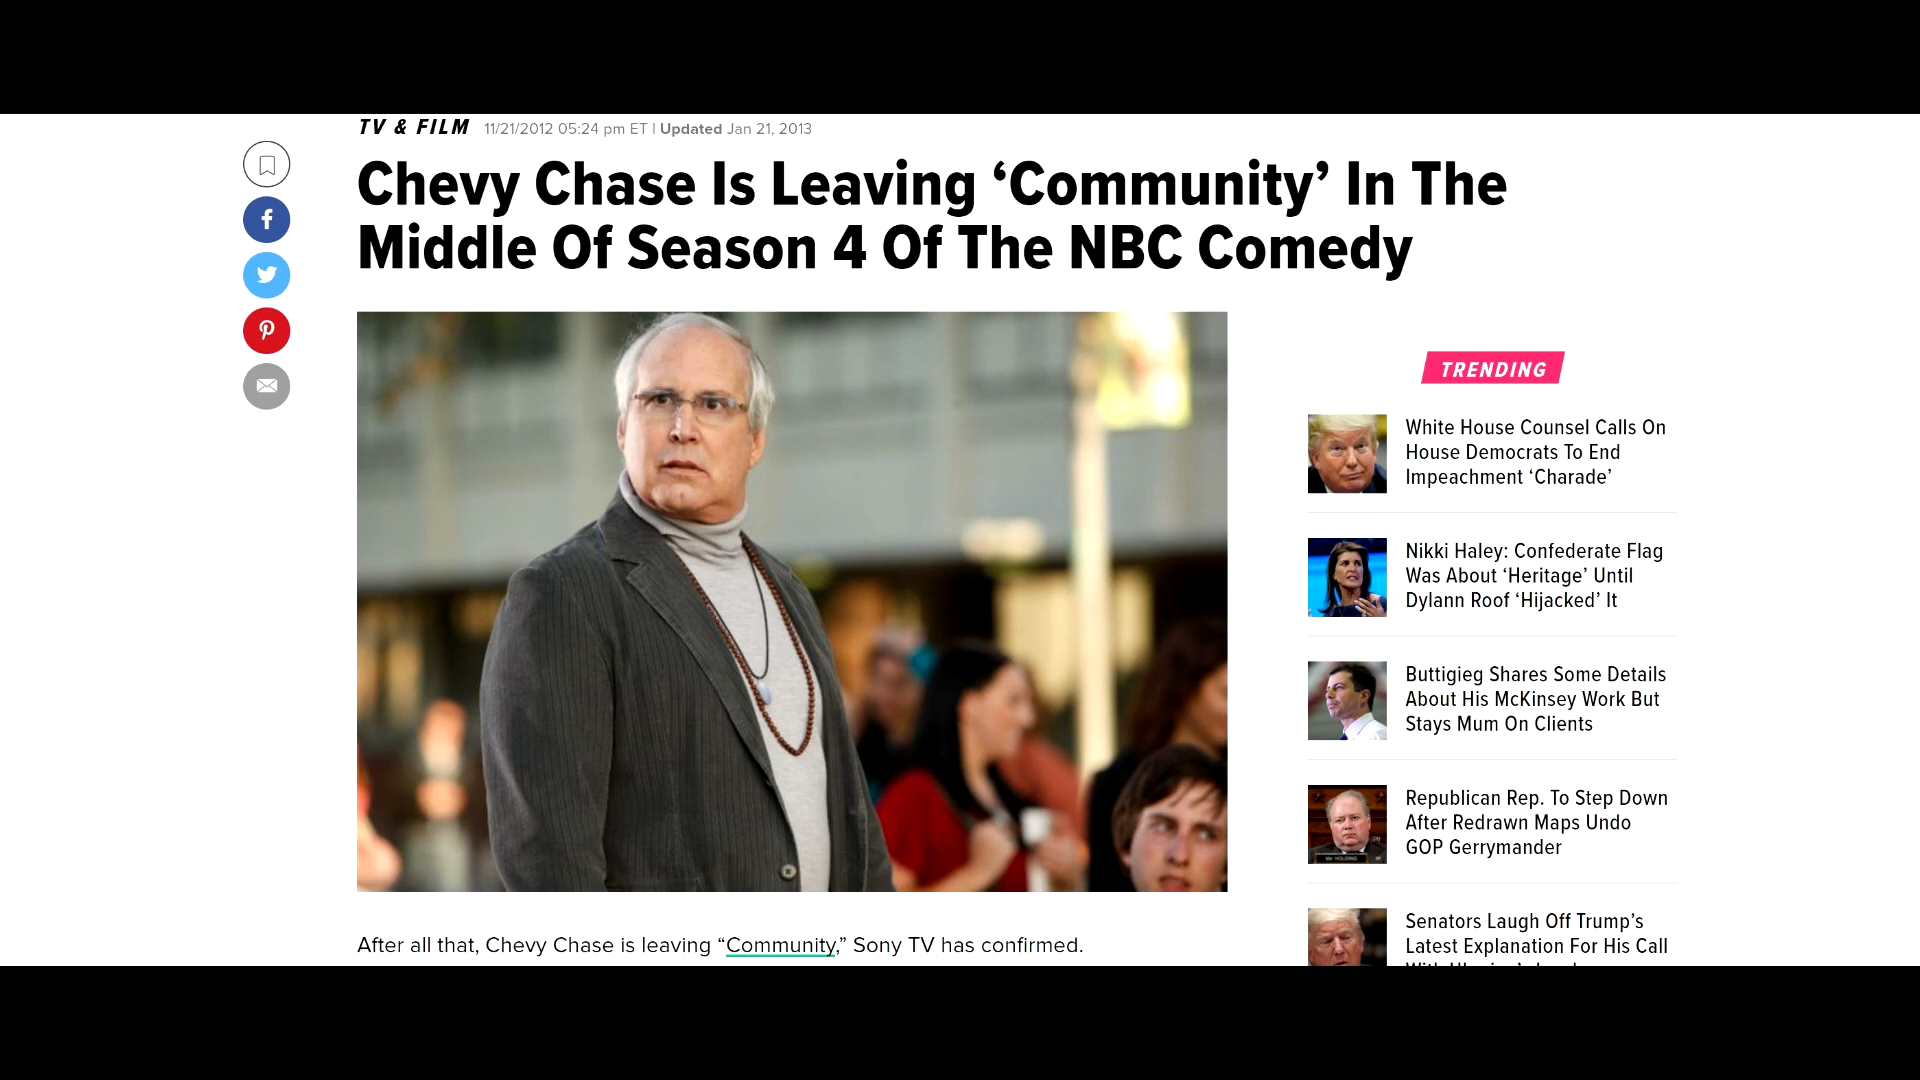 TV & FILM 11/21/2012 05:24 pm ET | Updated Jan 21, 2013
Chevy Chase Is Leaving ‘Community’ In The
Middle Of Season 4 Of The NBC Comedy
TRENDING
White House Counsel Calls On
House Democrats To End
Impeachment ‘Charade’
Nikki Haley: Confederate Flag
Was About ‘Heritage’ Until
Dylann Roof ‘Hijacked’ It
Buttigieg Shares Some Details
About His McKinsey Work But
Stays Mum On Clients
Republican Rep. To Step Down
After Redrawn Maps Undo
GOP Gerrymander
Senators Laugh Off Trump’s
Latest Explanation For His Call
After all that, Chevy Chase is leaving “Community,” Sony TV has confirmed.